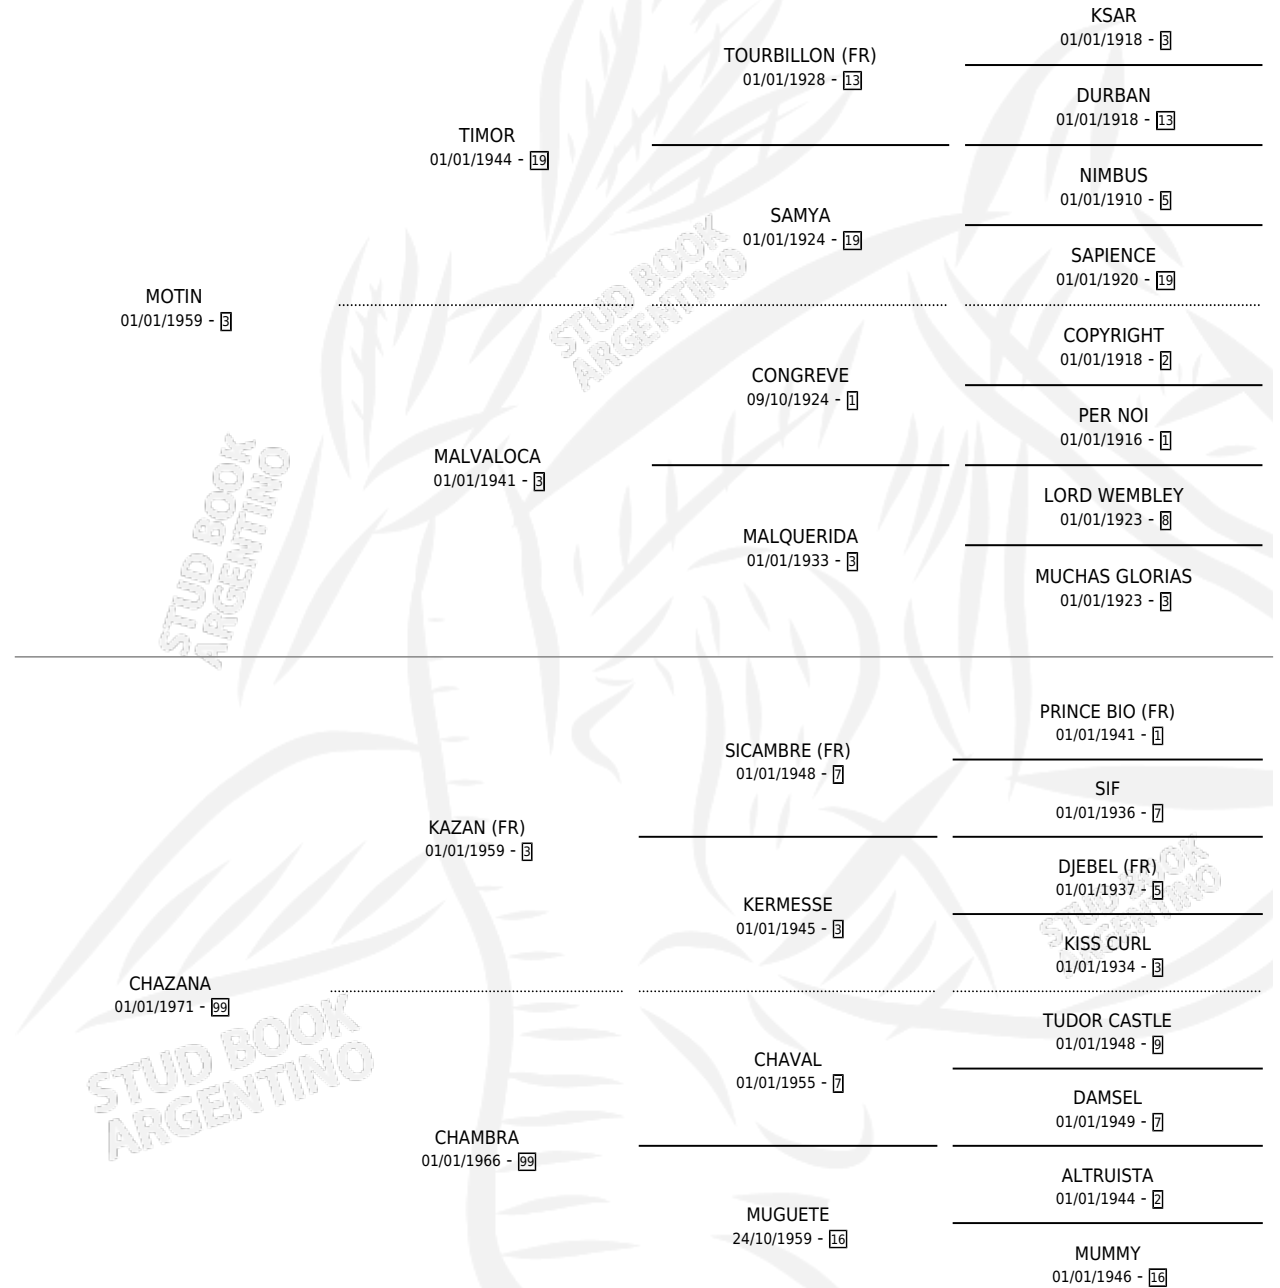 KSAR
01/01/1918 - 3
TOURBILLON (FR)
01/01/1928 - 13
DURBAN
01/01/1918 - 13
TIMOR
01/01/1944 - 19
NIMBUS
01/01/1910 - 5
SAMYA
01/01/1924 - 19
SAPIENCE
01/01/1920 - 19
MOTIN
01/01/1959 - 3
COPYRIGHT
01/01/1918 - 2
CONGREVE
09/10/1924 - 1
PER NOI
01/01/1916 - 1
MALVALOCA
01/01/1941 - 3
LORD WEMBLEY
01/01/1923 - 8
MALQUERIDA
01/01/1933 - 3
MUCHAS GLORIAS
01/01/1923 - 3
STUD BOOK
ARGENTINO
STUD BOOK
ARGENTINO
PRINCE BIO (FR)
01/01/1941 - 1
SICAMBRE (FR)
01/01/1948 - 7
SIF
01/01/1936 - 7
KAZAN (FR)
01/01/1959 - 3
DJEBEL (FR)
01/01/1937 - 5
KERMESSE
01/01/1945 - 3
KISS CURL
01/01/1934 - 3
CHAZANA
01/01/1971 - 99
TUDOR CASTLE
01/01/1948 - 9
CHAVAL
01/01/1955 - 7
DAMSEL
01/01/1949 - 7
CHAMBRA
01/01/1966 - 99
ALTRUISTA
01/01/1944 - 2
MUGUETE
24/10/1959 - 16
MUMMY
01/01/1946 - 16
STUD BOOK
ARGENTINO
STUD BOOK
ARGENTINO